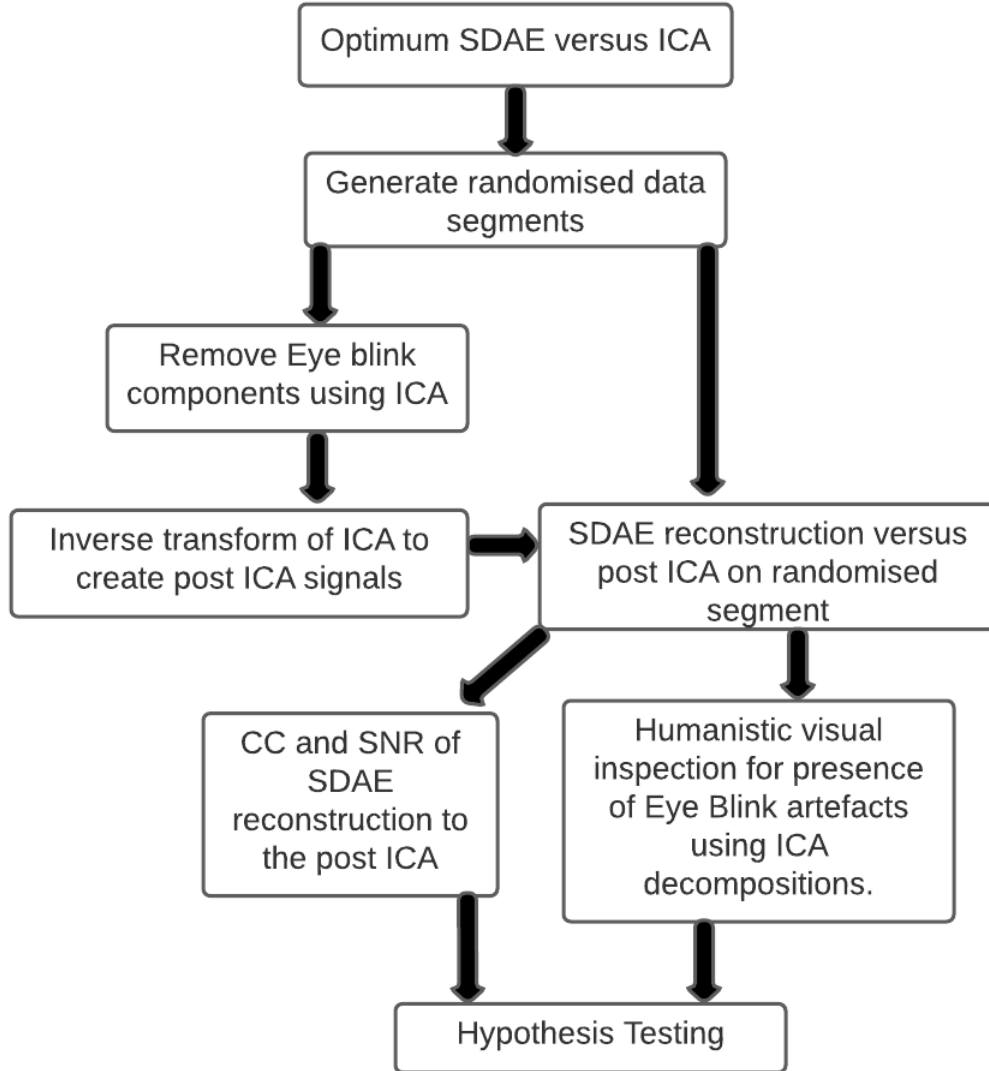 Optimum SDAE versus ICA
Generate randomised data
segments
Remove Eye blink
components using ICA
Inverse transform of ICA to
create post ICA signals
SDAE reconstruction versus
post ICA on randomised
segment
CC and SNR of
SDAE
reconstruction to
the post ICA
Humanistic visual
inspection for presence
of Eye Blink artefacts
using ICA
decompositions.
Hypothesis Testing